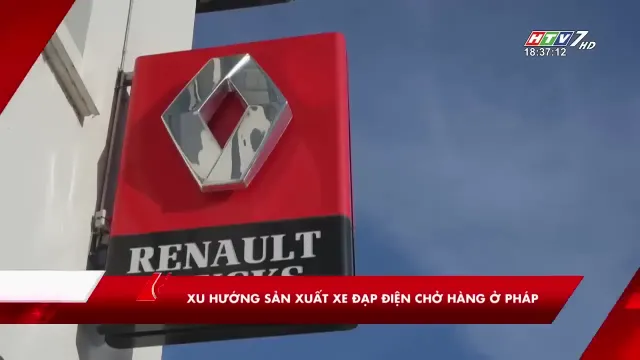 HTV7 HD
18:37:12
RENAULT
XU HƯỚNG SẢN XUẤT XE ĐẠP ĐIỆN CHỞ HÀNG Ở PHÁP